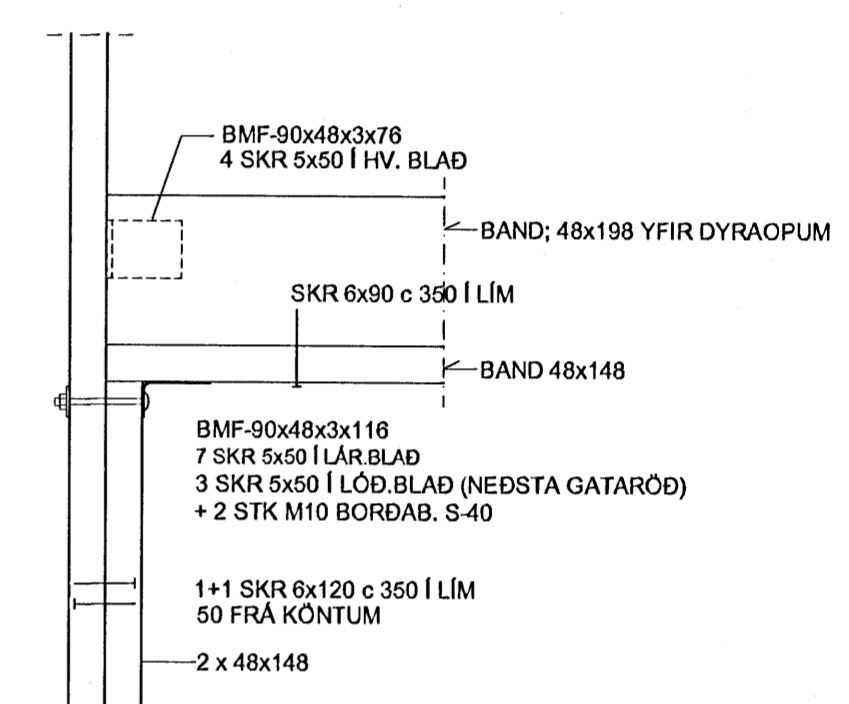 BMF-90x48x3x76
4 SKR 5x50 Í HV. BLAÐ
BAND; 48x198 YFIR DYRAOPUM
SKR 6x90 c 350 Í LÍM
BAND 48x148
BMF-90x48x3x116
7 SKR 5x50 Í LÁR.BLAÐ
3 SKR 5x50 Í LÓÐ.BLAÐ (NEÐSTA GATARÖÐ)
+ 2 STK M10 BORÐAB. S-40
1+1 SKR 6x120 c 350 Í LÍM
50 FRÁ KÖNTUM
2 x 48x148